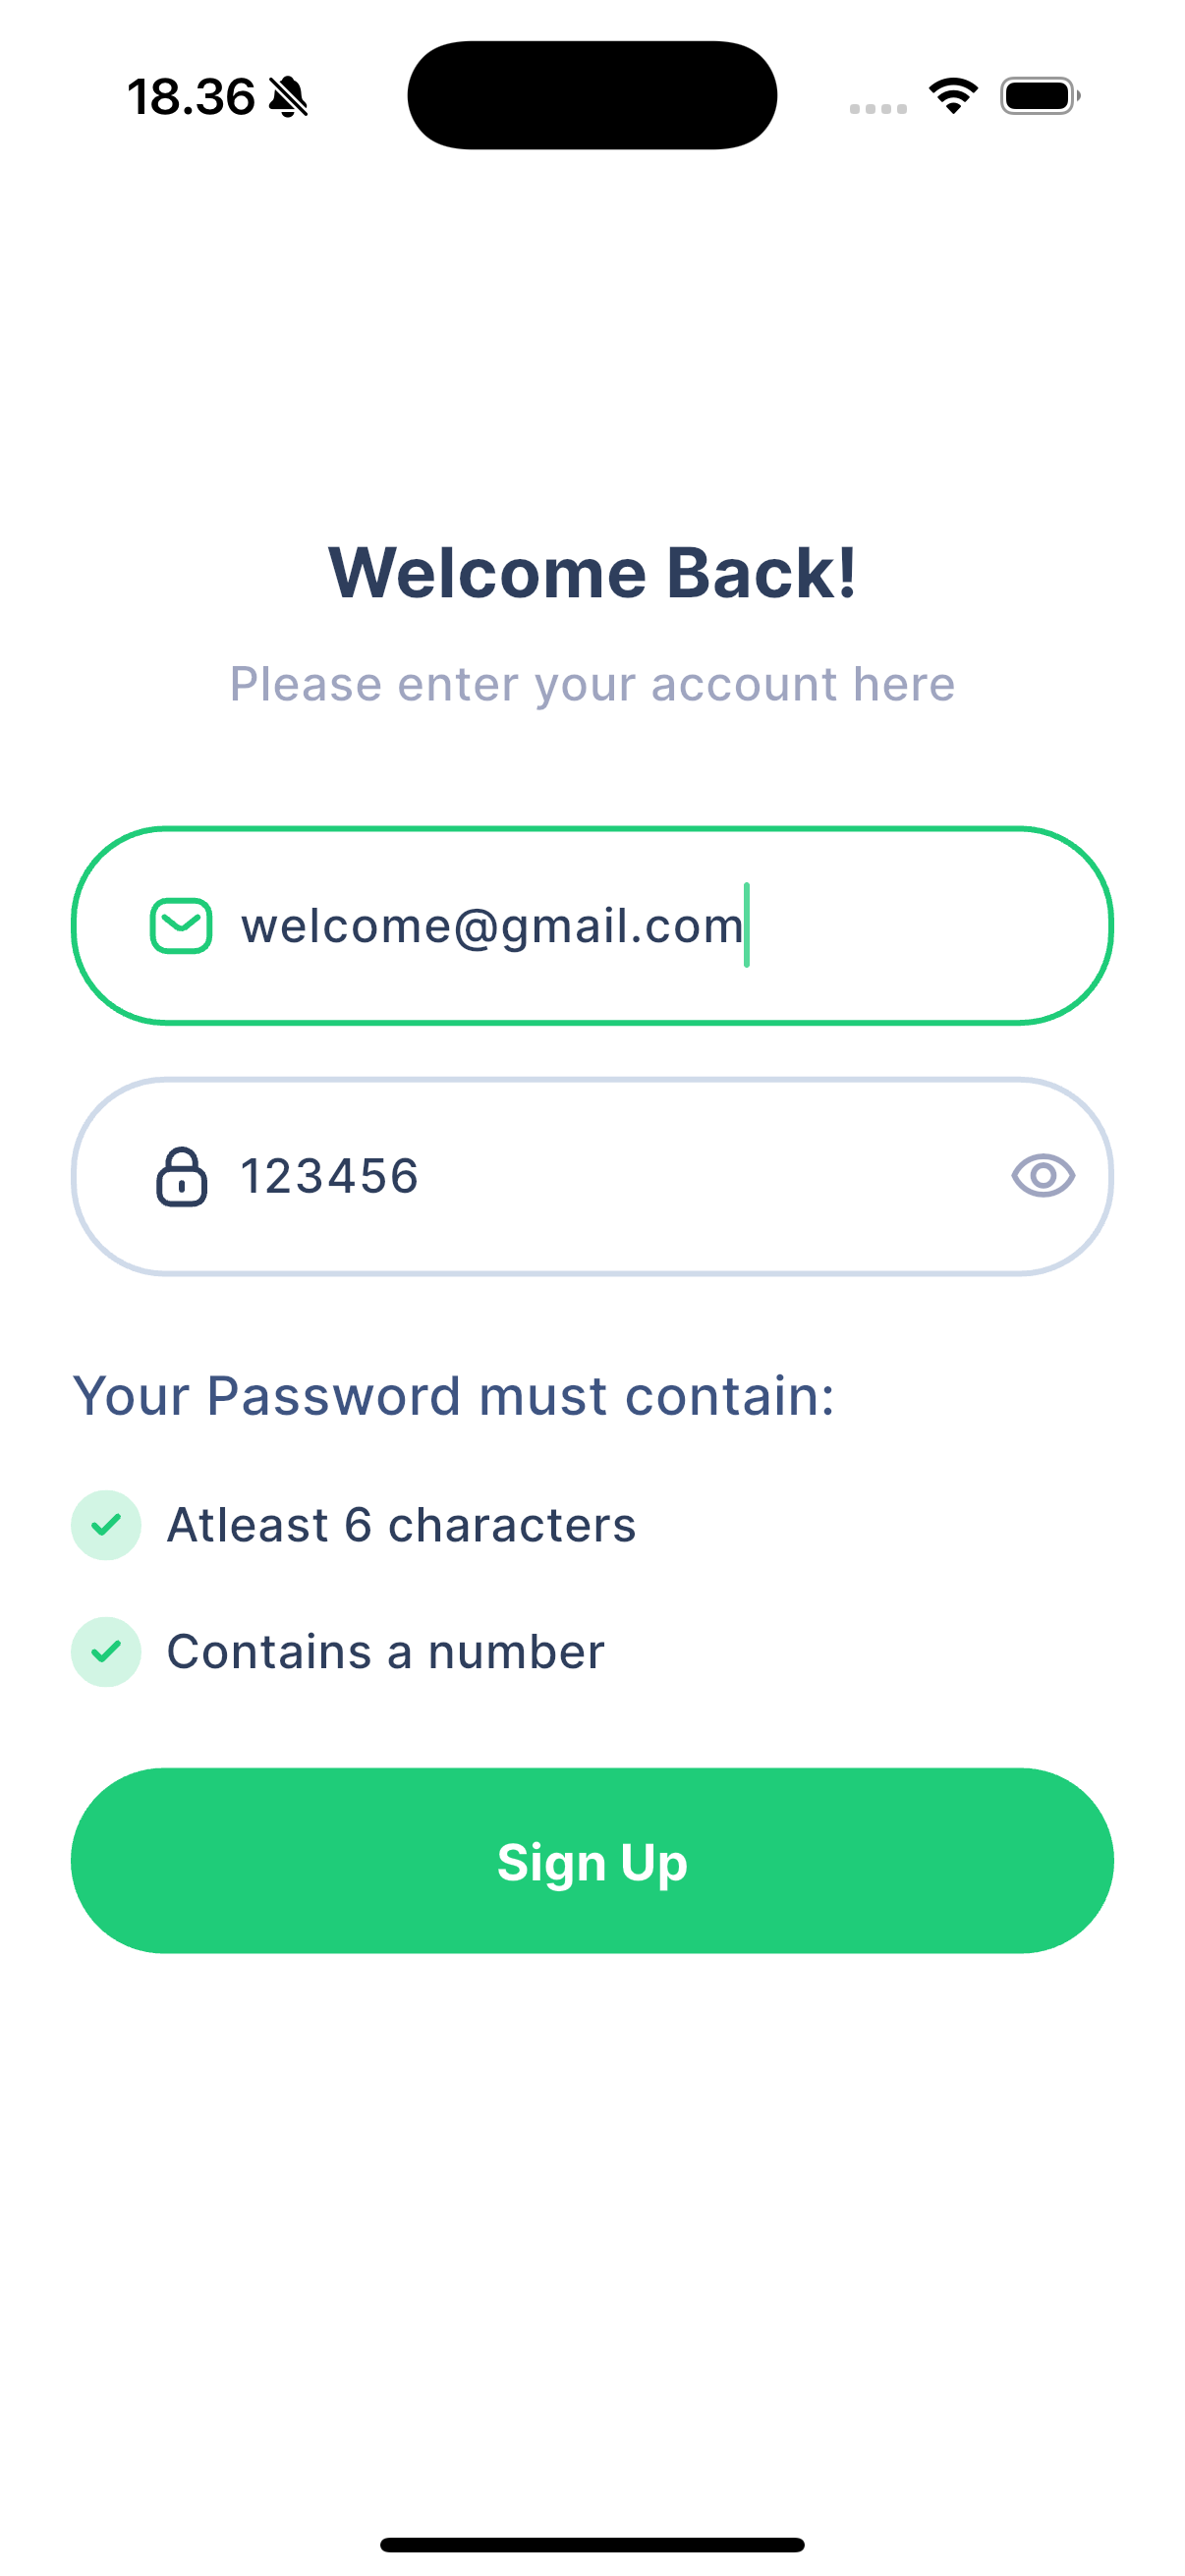 18.36
Welcome Back!
Please enter your account here
welcome@gmail.com
123456
Your Password must contain:
Atleast 6 characters
Contains a number
Sign Up